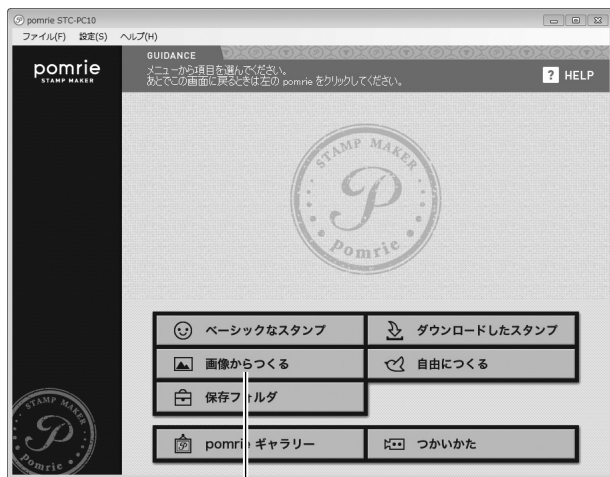 pomrie STC-PC10
ファイル(F) 設定(S) ヘルプ(H)
pomrie
STAMP MAKER
GUIDANCE
メニューから項目を選んでください。
あとでこの画面に戻るときは左の pomrie をクリックしてください。
? HELP
STAMP MAKER
P
pomrie
ベーシックなスタンプ
ダウンロードしたスタンプ
画像からつくる
自由につくる
保存フォルダ
pomrie ギャラリー
つかいかた
STAMP MAKER
P
pomrie